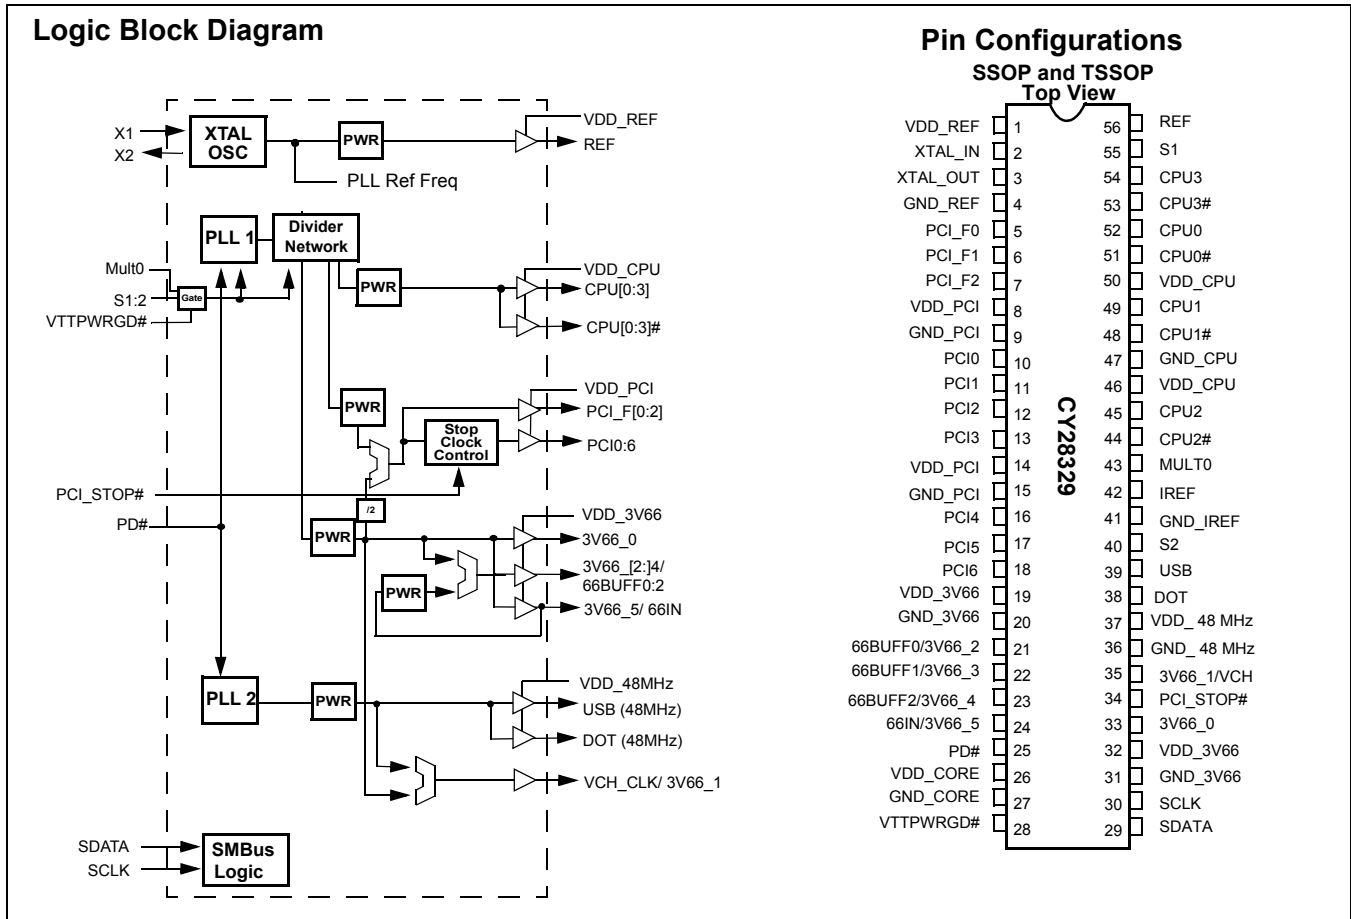 Logic Block Diagram
X1
X2
XTAL
OSC
PWR
VDD_REF
REF
PLL Ref Freq
PLL 1
Divider
Network
Mult0
S1:2
VTTPWRGD#
Gate
PWR
VDD_CPU
CPU[0:3]
CPU[0:3]#
PWR
Stop
Clock
Control
VDD_PCI
PCI_F[0:2]
PCI0:6
PCI_STOP#
PD#
/2
PWR
VDD_3V66
3V66_0
3V66_[2:]4/
66BUFF0:2
PWR
3V66_5/ 66IN
PLL 2
PWR
VDD_48MHz
USB (48MHz)
DOT (48MHz)
VCH_CLK/ 3V66_1
SDATA
SCLK
SMBus
Logic
Pin Configurations
SSOP and TSSOP
Top View
VDD_REF 1 56 REF
XTAL_IN 2 55 S1
XTAL_OUT 3 54 CPU3
GND_REF 4 53 CPU3#
PCI_F0 5 52 CPU0
PCI_F1 6 51 CPU0#
PCI_F2 7 50 VDD_CPU
VDD_PCI 8 49 CPU1
GND_PCI 9 48 CPU1#
PCI0 10 47 GND_CPU
PCI1 11 46 VDD_CPU
PCI2 12 45 CPU2
PCI3 13 44 CPU2#
VDD_PCI 14 43 MULT0
GND_PCI 15 42 IREF
PCI4 16 41 GND_IREF
PCI5 17 40 S2
PCI6 18 39 USB
VDD_3V66 19 38 DOT
GND_3V66 20 37 VDD_ 48 MHz
66BUFF0/3V66_2 21 36 GND_ 48 MHz
66BUFF1/3V66_3 22 35 3V66_1/VCH
66BUFF2/3V66_4 23 34 PCI_STOP#
66IN/3V66_5 24 33 3V66_0
PD# 25 32 VDD_3V66
VDD_CORE 26 31 GND_3V66
GND_CORE 27 30 SCLK
VTTPWRGD# 28 29 SDATA
CY28329